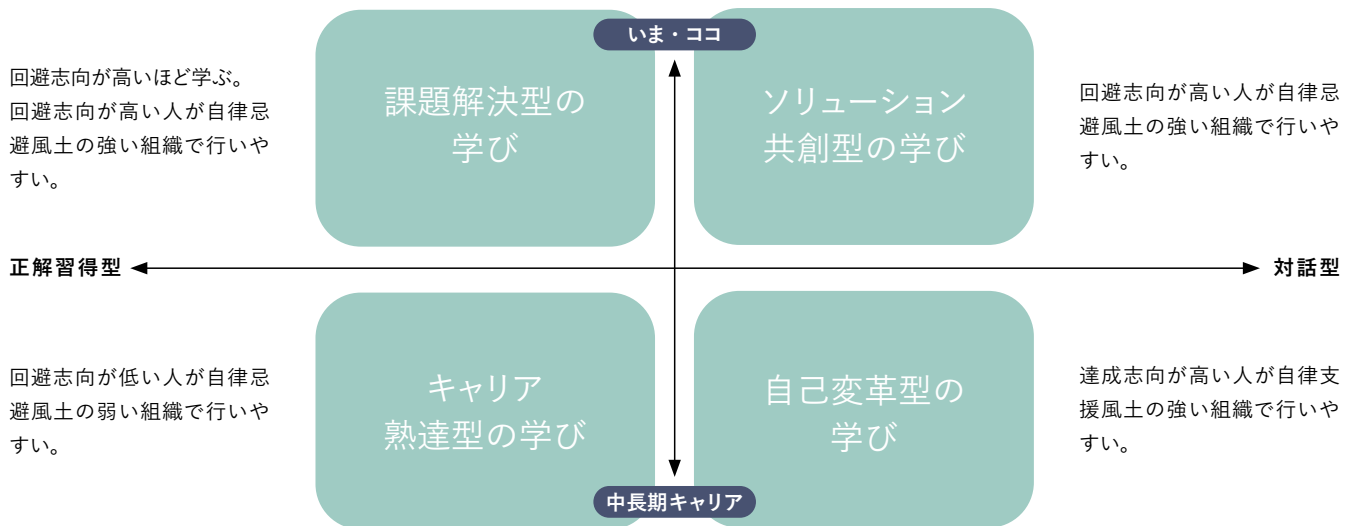 いま・ココ
回避志向が高いほど学ぶ。
回避志向が高い人が自律忌
避風土の強い組織で行いや
すい。
課題解決型の
学び
ソリューション
共創型の学び
回避志向が高い人が自律忌
避風土の強い組織で行いや
すい。
正解習得型
対話型
回避志向が低い人が自律忌
避風土の弱い組織で行いや
すい。
キャリア
熟達型の学び
自己変革型の
学び
達成志向が高い人が自律支
援風土の強い組織で行いや
すい。
中長期キャリア